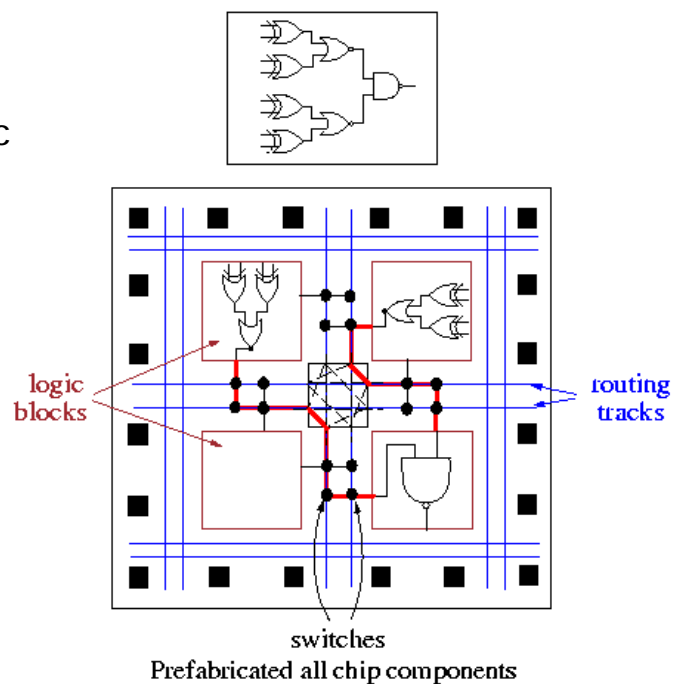 c
logic
blocks
routing
tracks
switches
Prefabricated all chip components